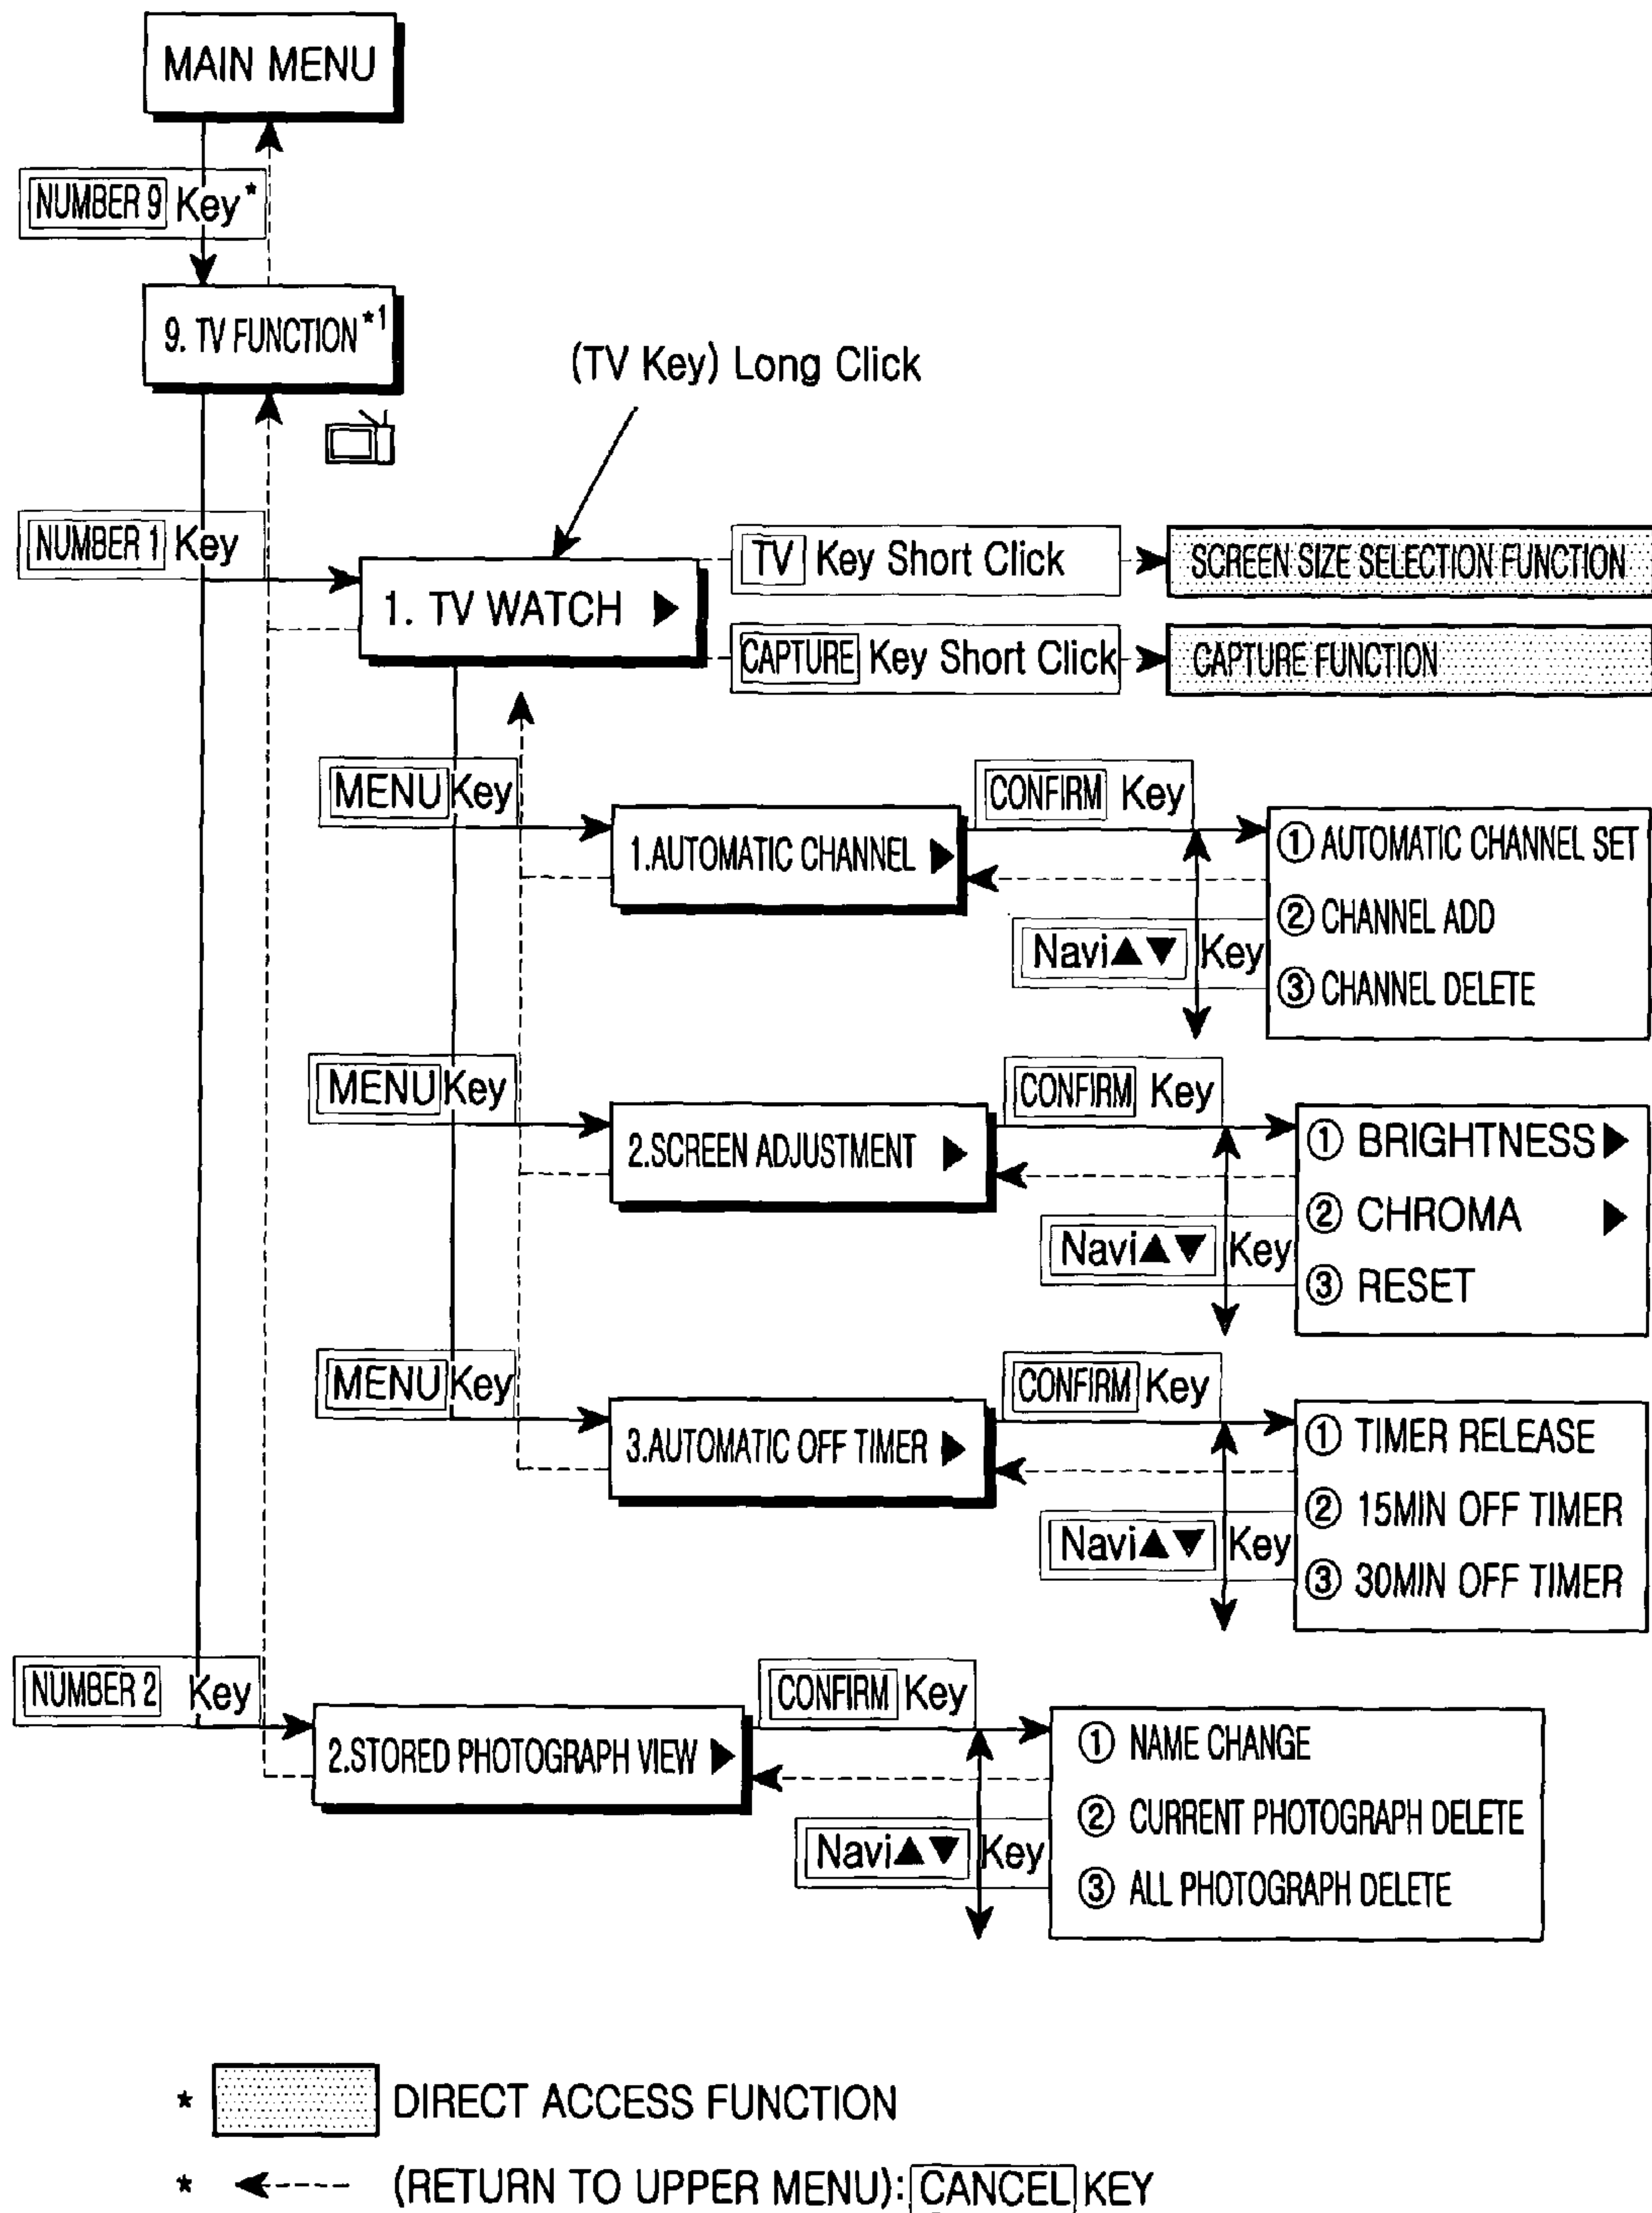 MAIN MENU
NUMBER 9 Key*
9. TV FUNCTION*1
(TV Key) Long Click
NUMBER 1 Key
1. TV WATCH ▶
TV Key Short Click
SCREEN SIZE SELECTION FUNCTION
CAPTURE Key Short Click
CAPTURE FUNCTION
MENU Key
1.AUTOMATIC CHANNEL ▶
CONFIRM Key
Navi▲▼ Key
① AUTOMATIC CHANNEL SET
② CHANNEL ADD
③ CHANNEL DELETE
MENU Key
2.SCREEN ADJUSTMENT ▶
CONFIRM Key
Navi▲▼ Key
① BRIGHTNESS▶
② CHROMA ▶
③ RESET
MENU Key
3.AUTOMATIC OFF TIMER ▶
CONFIRM Key
Navi▲▼ Key
① TIMER RELEASE
② 15MIN OFF TIMER
③ 30MIN OFF TIMER
NUMBER 2 Key
2.STORED PHOTOGRAPH VIEW ▶
CONFIRM Key
Navi▲▼ Key
① NAME CHANGE
② CURRENT PHOTOGRAPH DELETE
③ ALL PHOTOGRAPH DELETE
* DIRECT ACCESS FUNCTION
* (RETURN TO UPPER MENU): CANCEL KEY